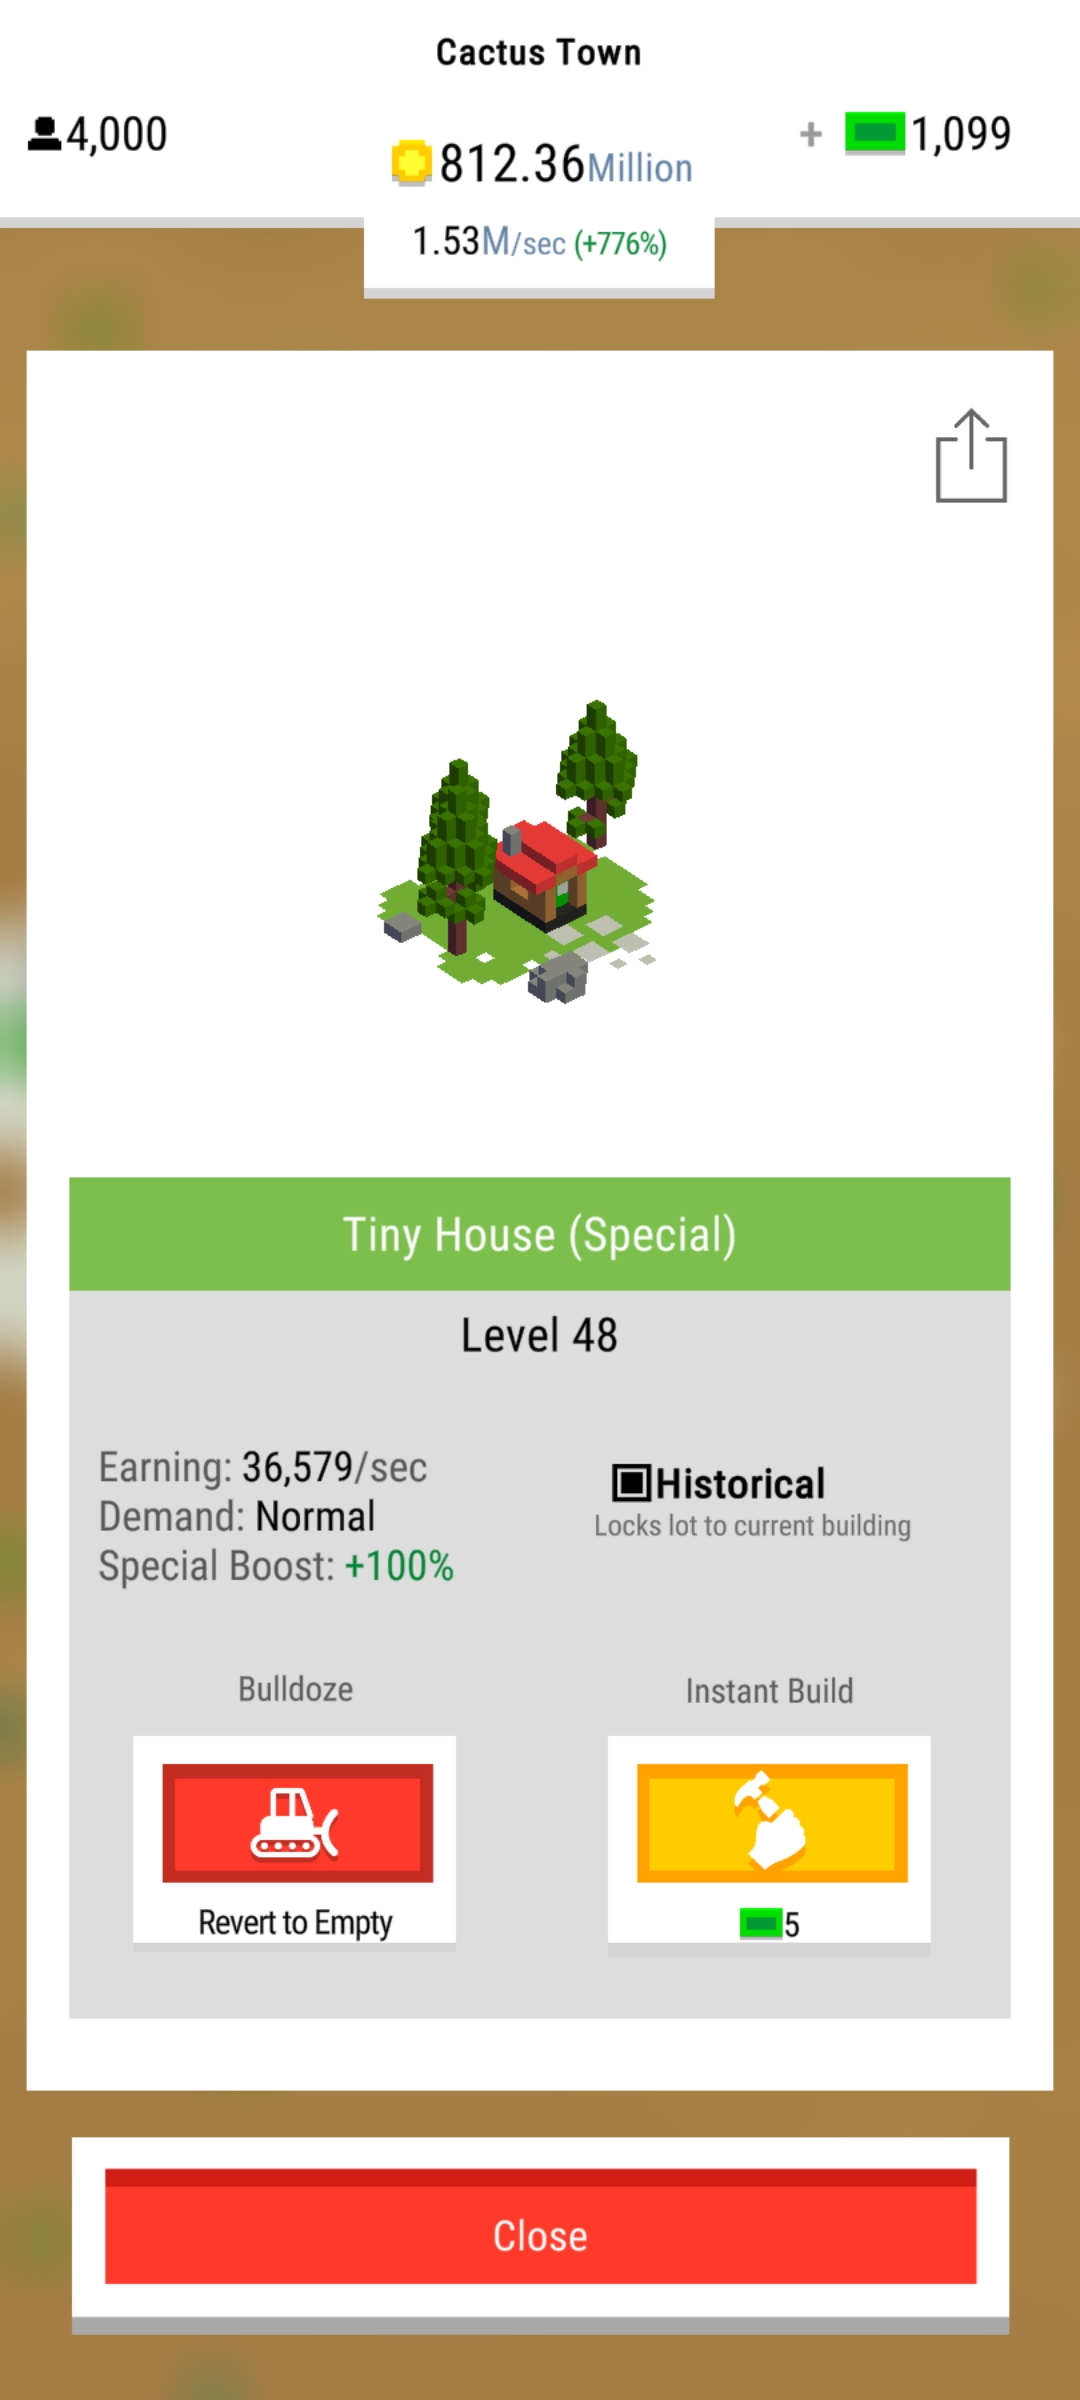 Cactus Town
4,000
812.36Million
+ 1,099
1.53M/sec (+776%)
Tiny House (Special)
Level 48
Earning: 36,579/sec
Demand: Normal
Special Boost: +100%
Historical
Locks lot to current building
Bulldoze
Revert to Empty
Instant Build
5
Close